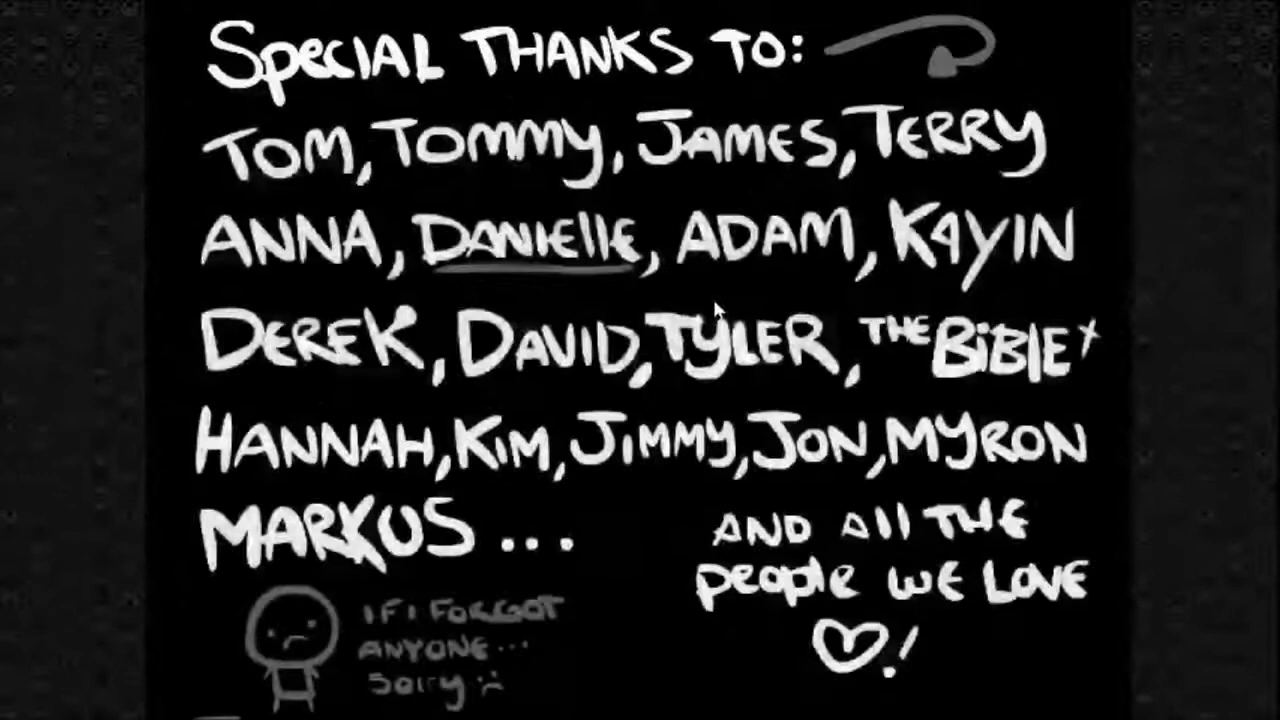 Special THANKS TO:
TOM, TOMMY, JAMES, TERRY
ANNA, DANIElle, ADAM, KAYIN
DEREK, DAVID, TYLER, THE BiBlE
HANNAH, KiM, JiMMY, JON, MYRON
MARKUS ...
AND All THE
people WE LOVE
♡!
IF I FORGOT
ANYONE...
Sorry :(